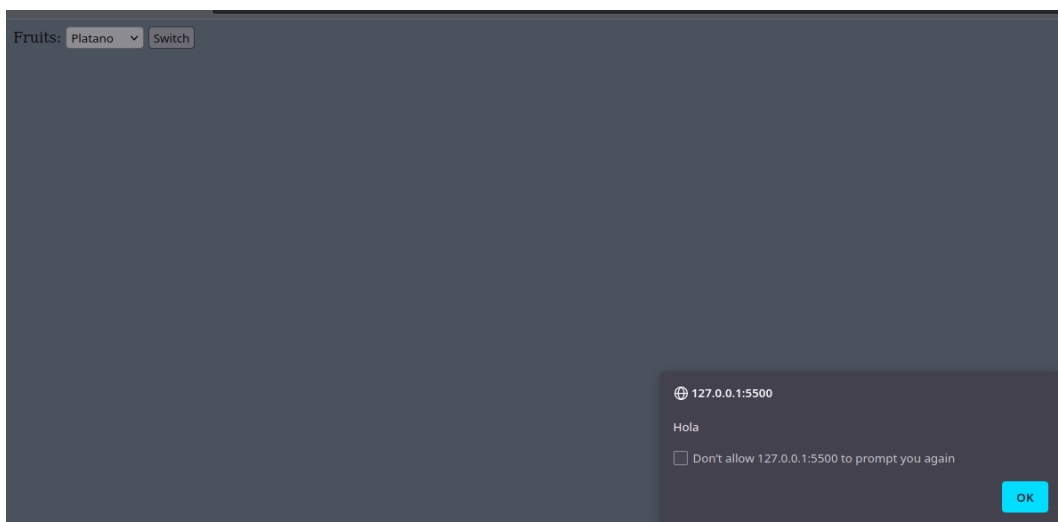 Fruits: Platano Switch
127.0.0.1:5500
Hola
Don't allow 127.0.0.1:5500 to prompt you again
OK